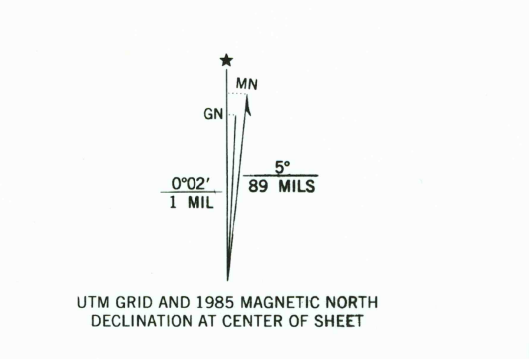 ★
MN
GN
5°
89 MILS
0°02′
1 MIL
UTM GRID AND 1985 MAGNETIC NORTH
DECLINATION AT CENTER OF SHEET